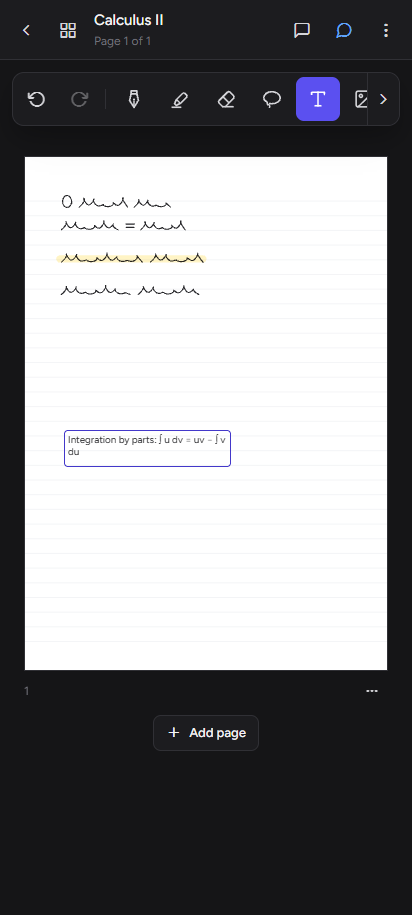 Calculus II
Page 1 of 1
T
Integration by parts: ∫ u dv = uv − ∫ v
du
1
Add page